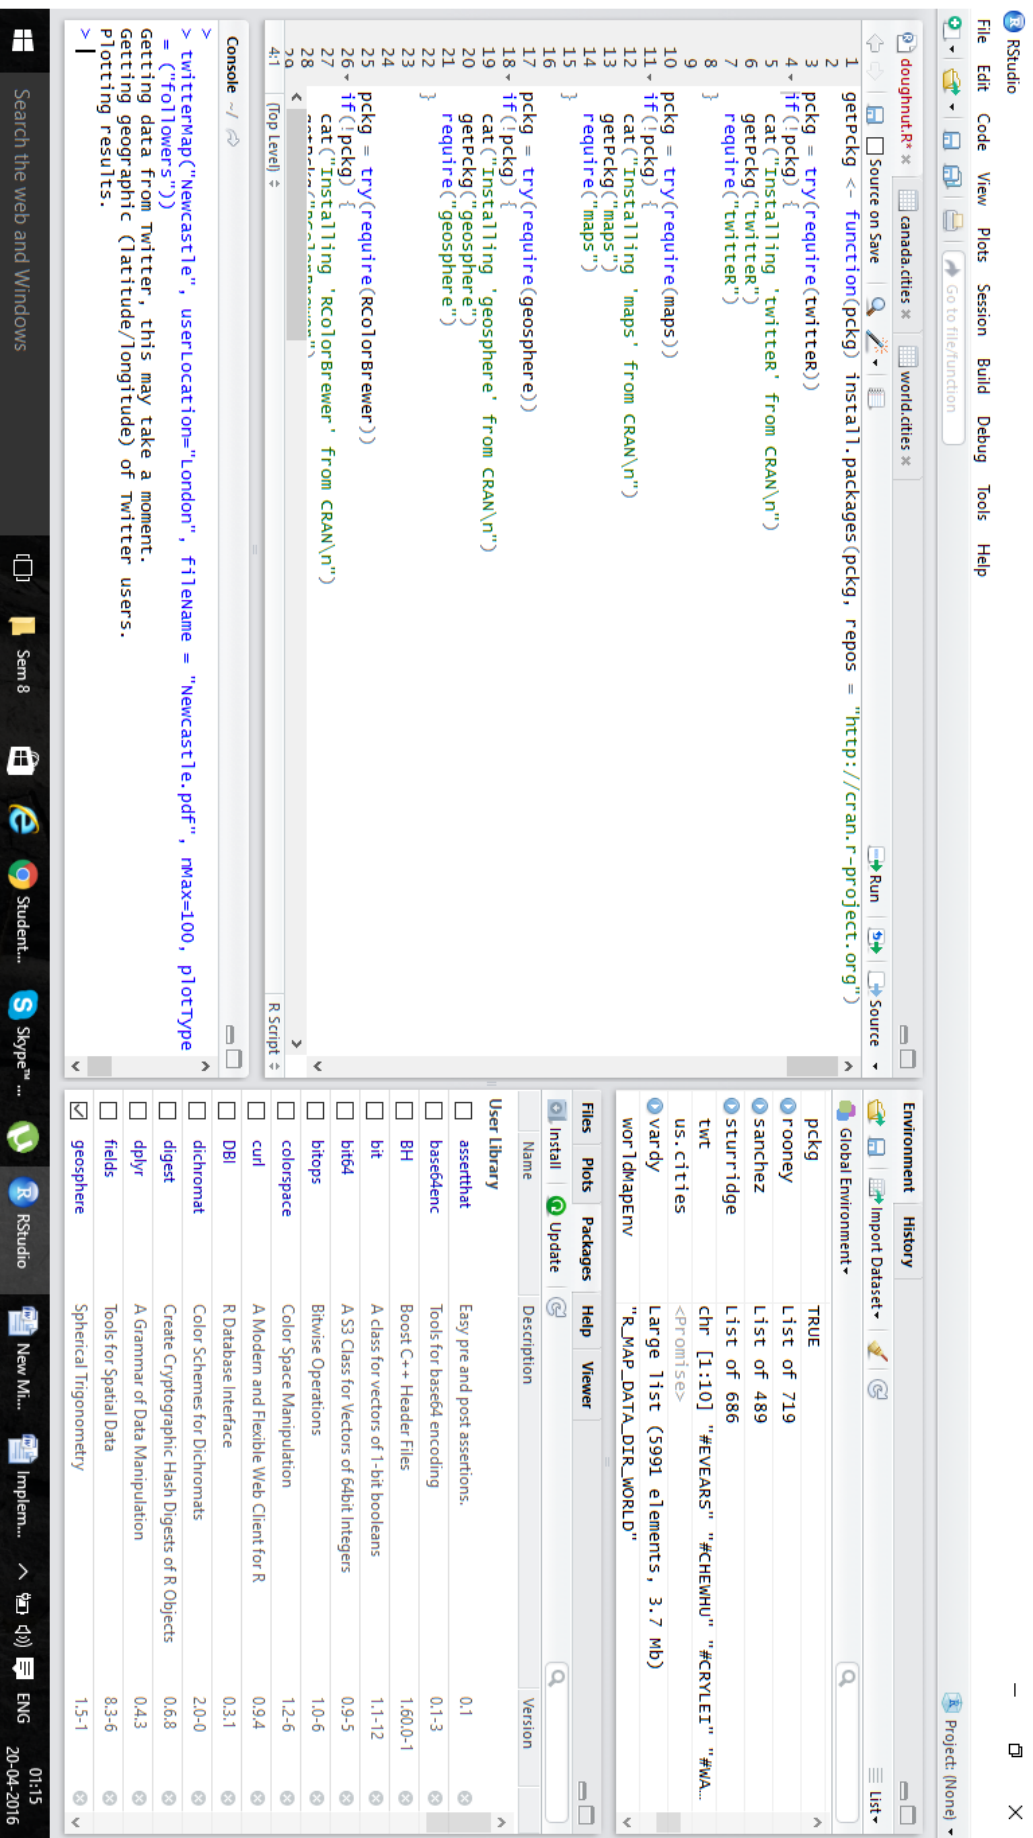 RStudio
File Edit Code View Plots Session Build Debug Tools Help
Go to file/function
Project: (None)
doughnut.R*
canada.cities
world.cities
Source on Save
Run
Source
1 getPckg <- function(pckg) install.packages(pckg, repos = "http://cran.r-project.org")
2
3 pckg = try(require(twitteR))
4 if(!pckg) {
5 cat("Installing 'twitteR' from CRAN\n")
6 getPckg("twitteR")
7 require("twitteR")
8 }
9
10 pckg = try(require(maps))
11 if(!pckg) {
12 cat("Installing 'maps' from CRAN\n")
13 getPckg("maps")
14 require("maps")
15 }
16
17 pckg = try(require(geosphere))
18 if(!pckg) {
19 cat("Installing 'geosphere' from CRAN\n")
20 getPckg("geosphere")
21 require("geosphere")
22 }
23
24
25 pckg = try(require(RColorBrewer))
26 if(!pckg) {
27 cat("Installing 'RColorBrewer' from CRAN\n")
28 getPckg("RColorBrewer")
29
4:1 (Top Level) R Script
Console ~/
>
> twitterMap("Newcastle", userLocation="London", fileName = "Newcastle.pdf", nMax=100, plotType
= ("followers"))
Getting data from Twitter, this may take a moment.
Getting geographic (latitude/longitude) of Twitter users.
Plotting results.
>
Environment History
Import Dataset List
Global Environment
pckg TRUE
rooney List of 719
sanchez List of 489
sturridge List of 686
twt chr [1:10] "#EVEARS" "#CHEWHU" "#CRYLEI" "#WA...
us.cities <Promise>
vardy Large list (5991 elements, 3.7 Mb)
worldMapEnv "R_MAP_DATA_DIR_WORLD"
Files Plots Packages Help Viewer
Install Update
Name Description Version
User Library
assertthat Easy pre and post assertions. 0.1
base64enc Tools for base64 encoding 0.1-3
BH Boost C++ Header Files 1.60.0-1
bit A class for vectors of 1-bit booleans 1.1-12
bit64 A S3 Class for Vectors of 64bit Integers 0.9-5
bitops Bitwise Operations 1.0-6
colorspace Color Space Manipulation 1.2-6
curl A Modern and Flexible Web Client for R 0.9.4
DBI R Database Interface 0.3.1
dichromat Color Schemes for Dichromats 2.0-0
digest Create Cryptographic Hash Digests of R Objects 0.6.8
dplyr A Grammar of Data Manipulation 0.4.3
fields Tools for Spatial Data 8.3-6
geosphere Spherical Trigonometry 1.5-1
Search the web and Windows
Sem 8
Student...
Skype™ ...
RStudio
New Mi...
Implem...
ENG
01:15
20-04-2016